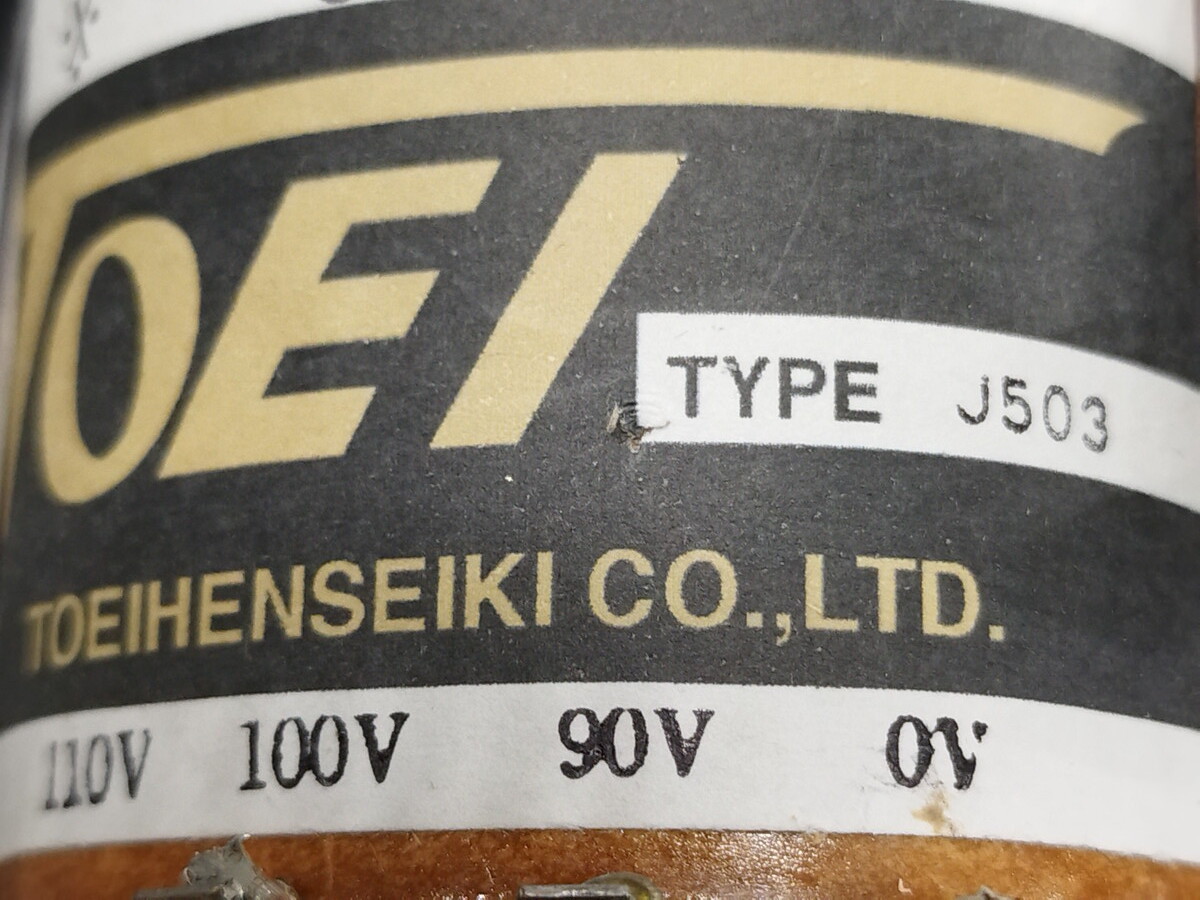 TOEI
TYPE J503
TOEIHENSEIKI CO.,LTD.
110V 100V 90V 0V